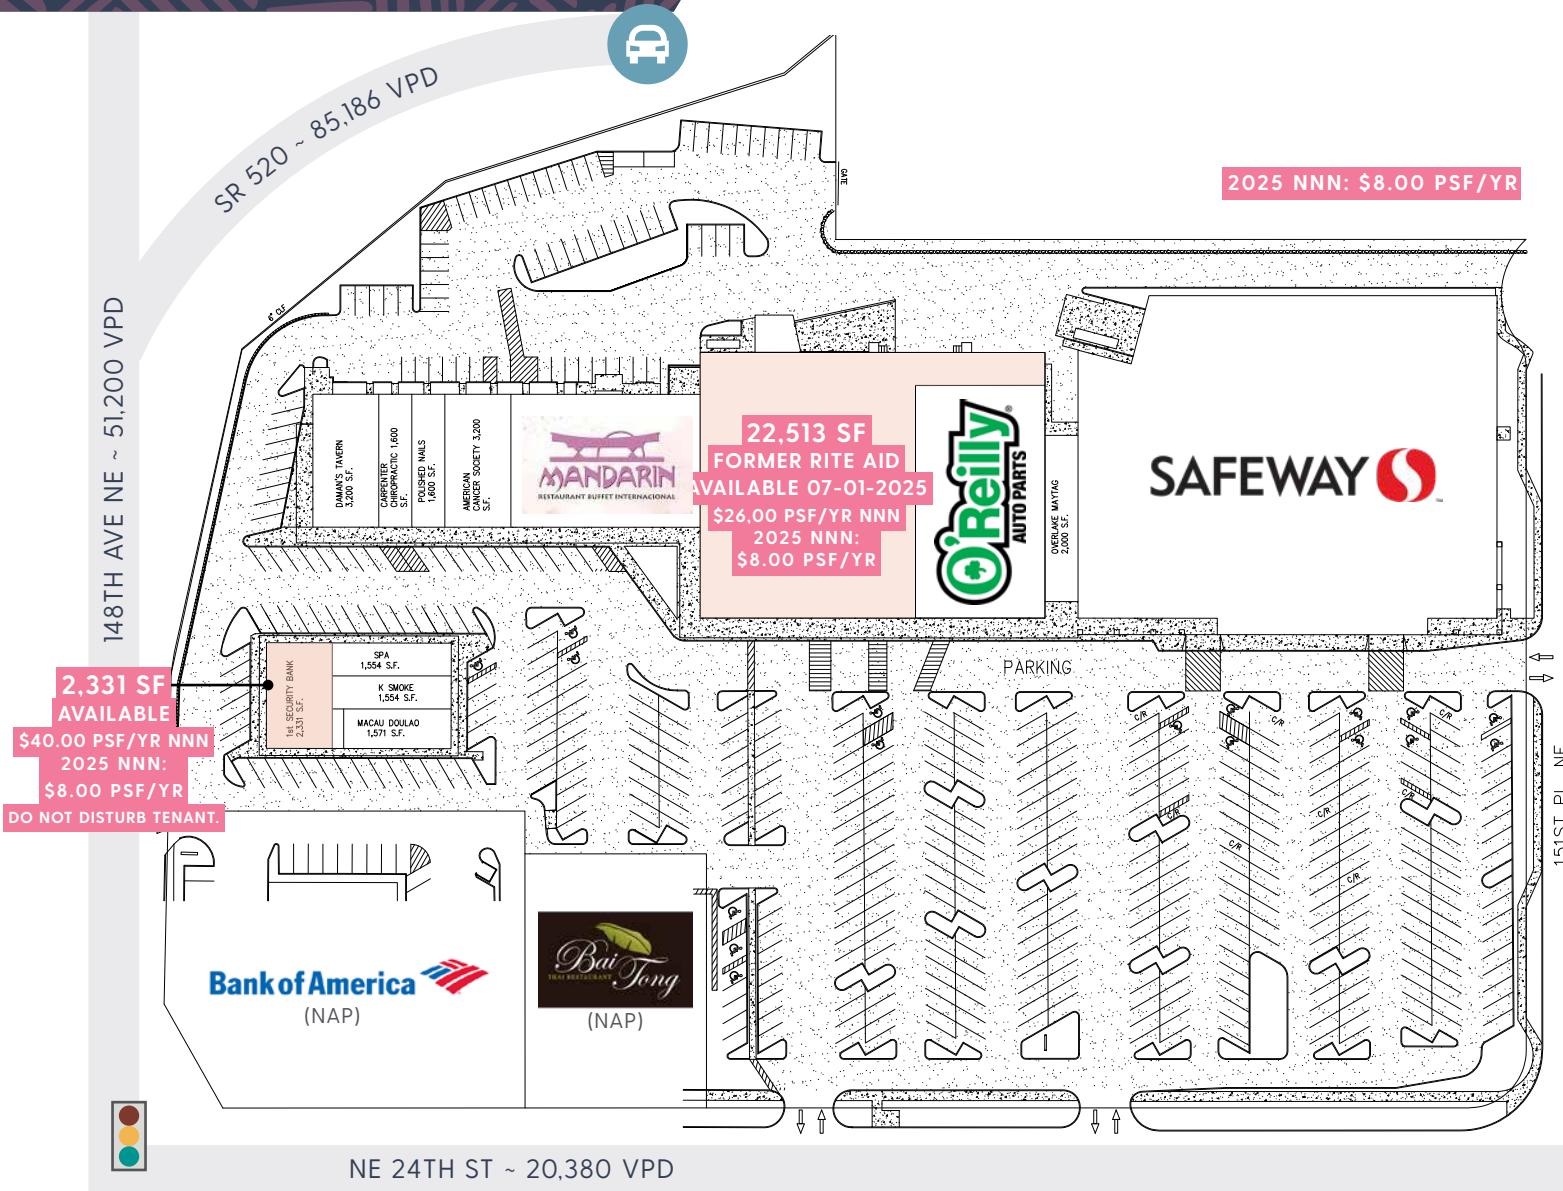 SR 520 ~ 85,186 VPD
148TH AVE NE ~ 51,200 VPD
GATE
2025 NNN: $8.00 PSF/YR
6' CLF
DAMAN'S TAVERN
3,200 S.F.
CARPENTER
CHIROPRACTIC 1,600
S.F.
POLISHED NAILS
1,600 S.F.
AMERICAN
CANCER SOCIETY 3,200
S.F.
MANDARIN
RESTAURANT BUFFET INTERNACIONAL
22,513 SF
FORMER RITE AID
AVAILABLE 07-01-2025
$26.00 PSF/YR NNN
2025 NNN:
$8.00 PSF/YR
O'Reilly®
AUTO PARTS
OVERLAKE MAYTAG
2,000 S.F.
SAFEWAY
PARKING
1st SECURITY BANK
2,331 S.F.
SPA
1,554 S.F.
K SMOKE
1,554 S.F.
MACAU DOULAO
1,571 S.F.
2,331 SF
AVAILABLE
$40.00 PSF/YR NNN
2025 NNN:
$8.00 PSF/YR
DO NOT DISTURB TENANT.
C/R
C/R
C/R
C/R
C/R
C/R
C/R
C/R
151ST PL NE
Bank of America
(NAP)
Bai Tong
THAI RESTAURANT
(NAP)
NE 24TH ST ~ 20,380 VPD